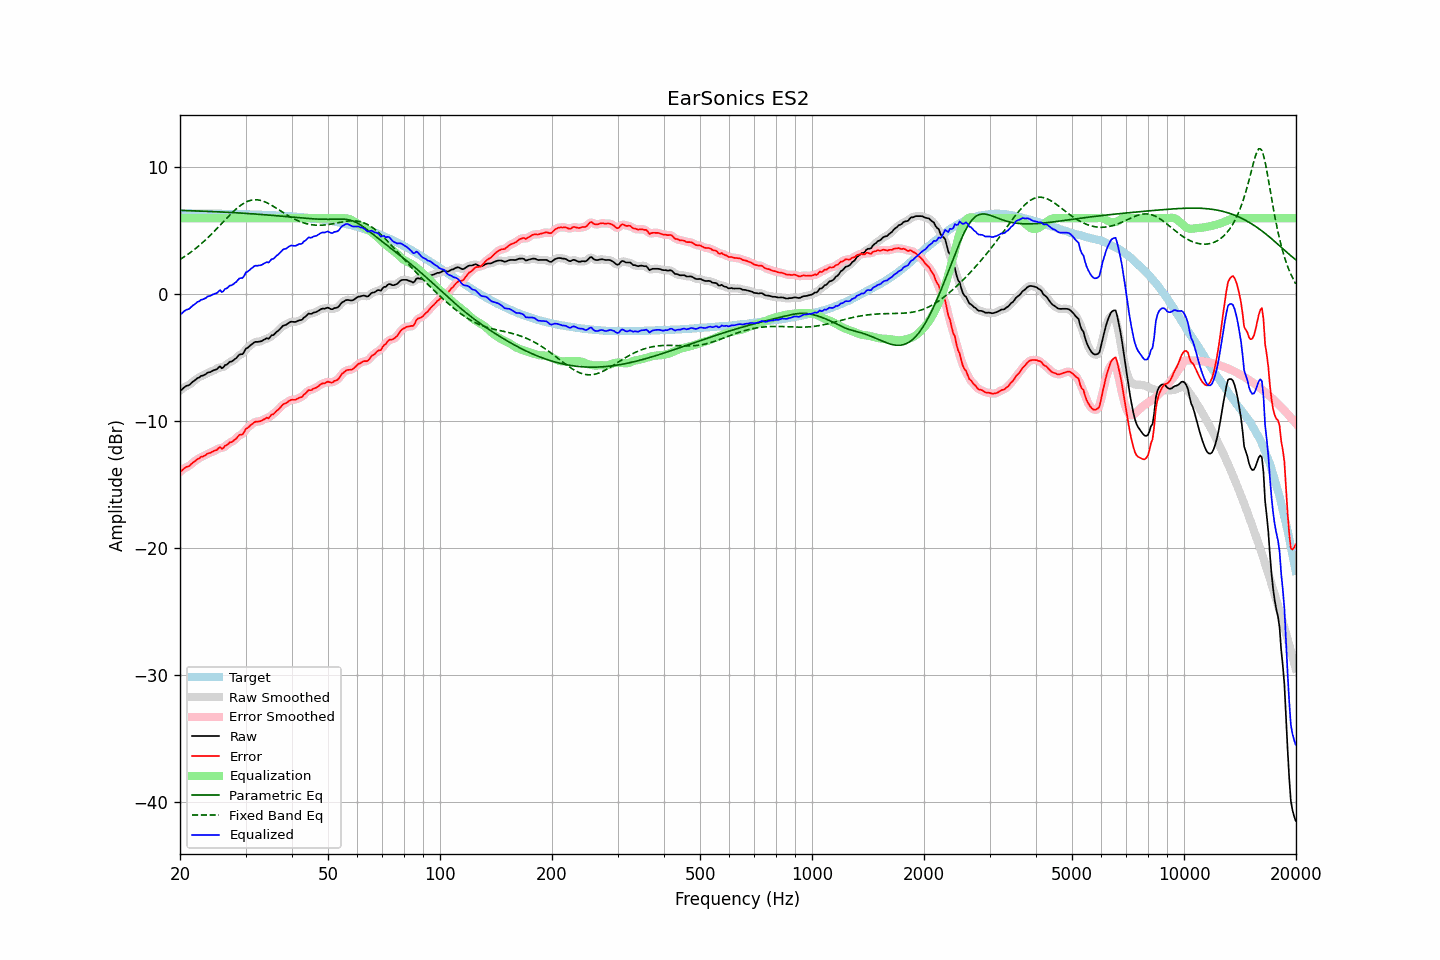 EarSonics ES2
Amplitude (dBr)
10
0
−10
−20
−30
−40
Target
Raw Smoothed
Error Smoothed
Raw
Error
Equalization
Parametric Eq
Fixed Band Eq
Equalized
20 50 100 200 500 1000 2000 5000 10000 20000
Frequency (Hz)